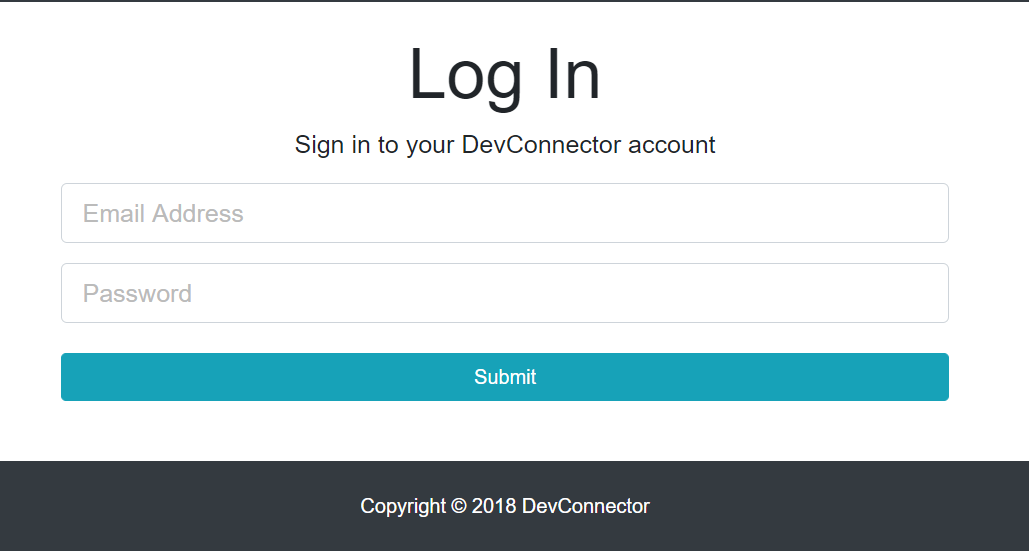 Log In
Sign in to your DevConnector account
Email Address
Password
Submit
Copyright © 2018 DevConnector